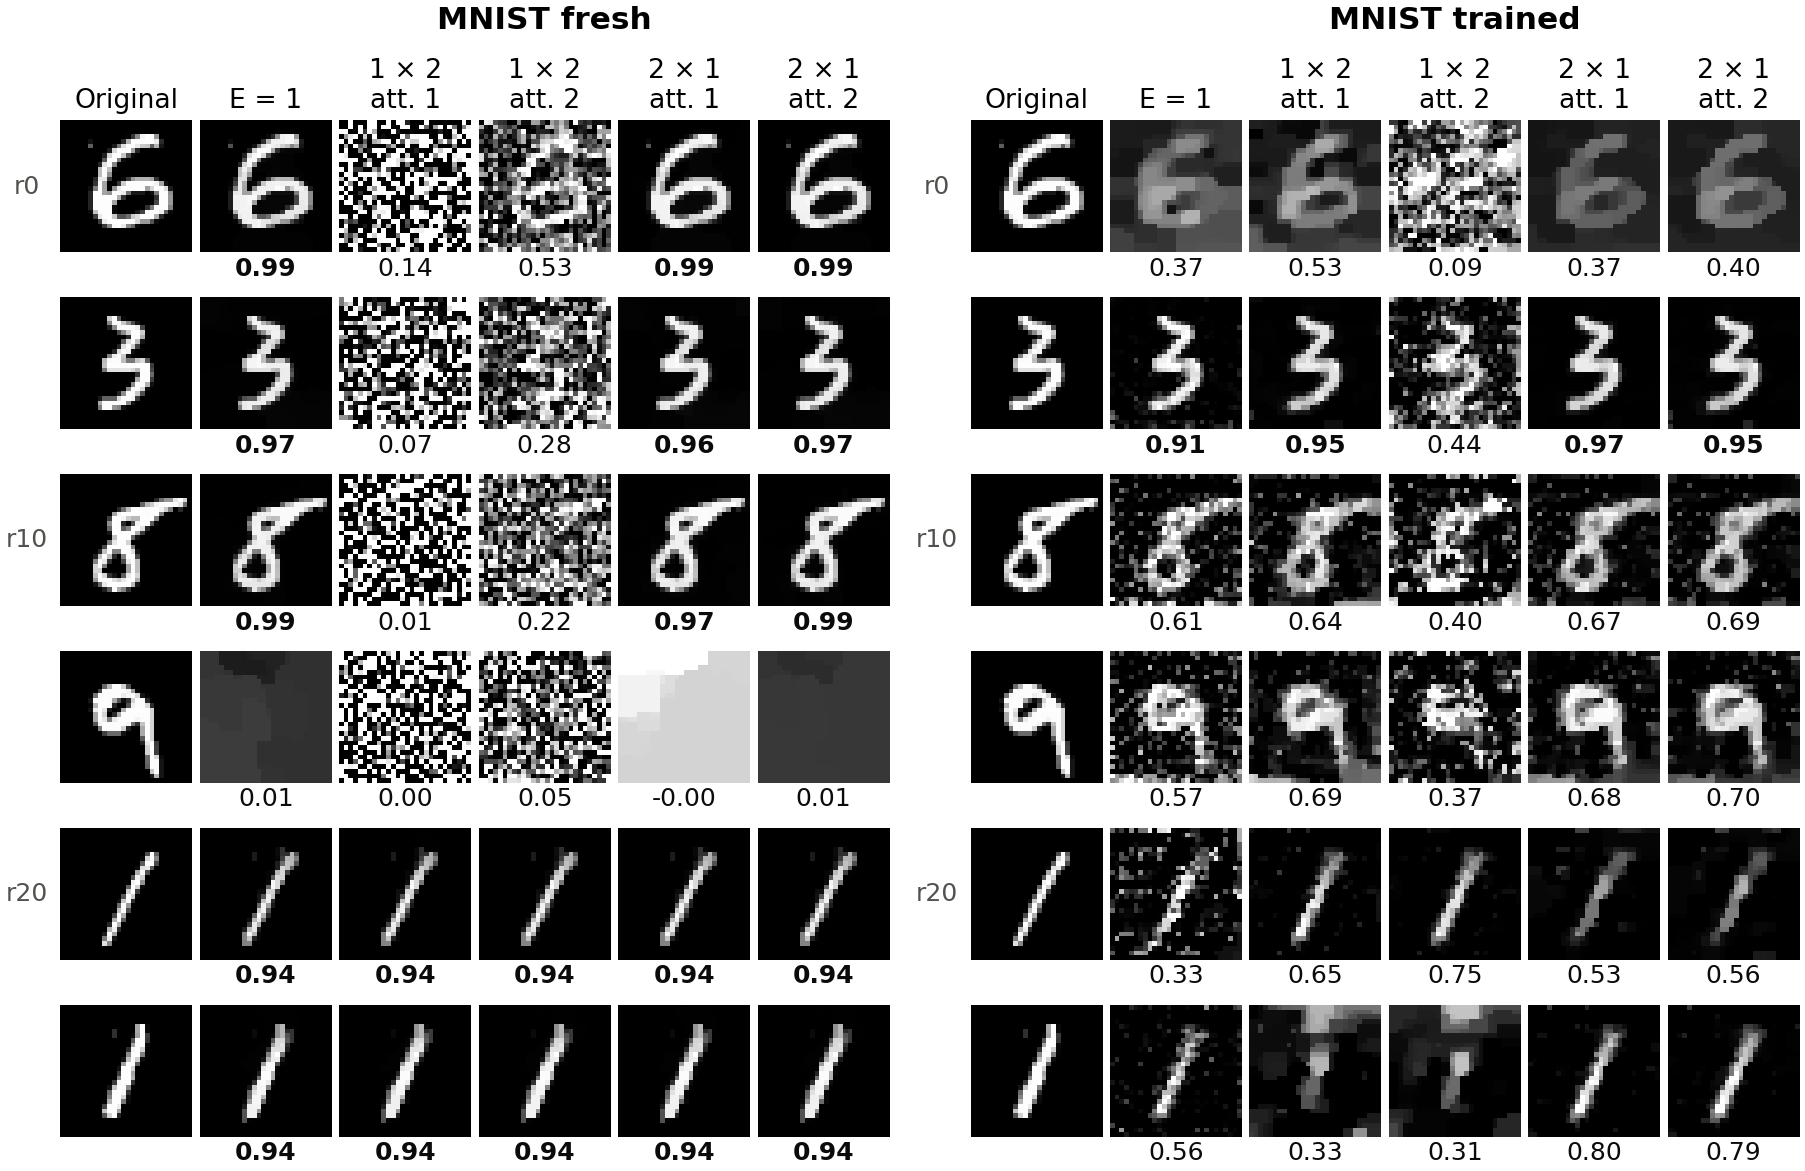 MNIST fresh
MNIST trained
Original
E = 1
1 × 2 att. 1
1 × 2 att. 2
2 × 1 att. 1
2 × 1 att. 2
Original
E = 1
1 × 2 att. 1
1 × 2 att. 2
2 × 1 att. 1
2 × 1 att. 2
r0
r0
0.99 0.14 0.53 0.99 0.99
0.37 0.53 0.09 0.37 0.40
0.97 0.07 0.28 0.96 0.97
0.91 0.95 0.44 0.97 0.95
r10
r10
0.99 0.01 0.22 0.97 0.99
0.61 0.64 0.40 0.67 0.69
0.01 0.00 0.05 -0.00 0.01
0.57 0.69 0.37 0.68 0.70
r20
r20
0.94 0.94 0.94 0.94 0.94
0.33 0.65 0.75 0.53 0.56
0.94 0.94 0.94 0.94 0.94
0.56 0.33 0.31 0.80 0.79